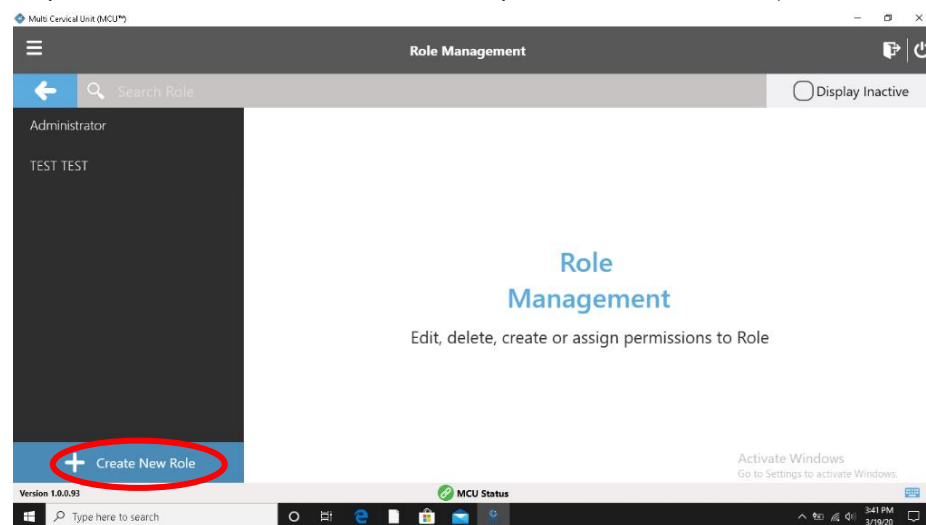 Multi Cervical Unit (MCU™)
Role Management
Search Role
Display Inactive
Administrator
TEST TEST
Role
Management
Edit, delete, create or assign permissions to Role
Create New Role
Activate Windows
Go to Settings to activate Windows.
Version 1.0.0.93
MCU Status
Type here to search
3:41 PM
3/19/20